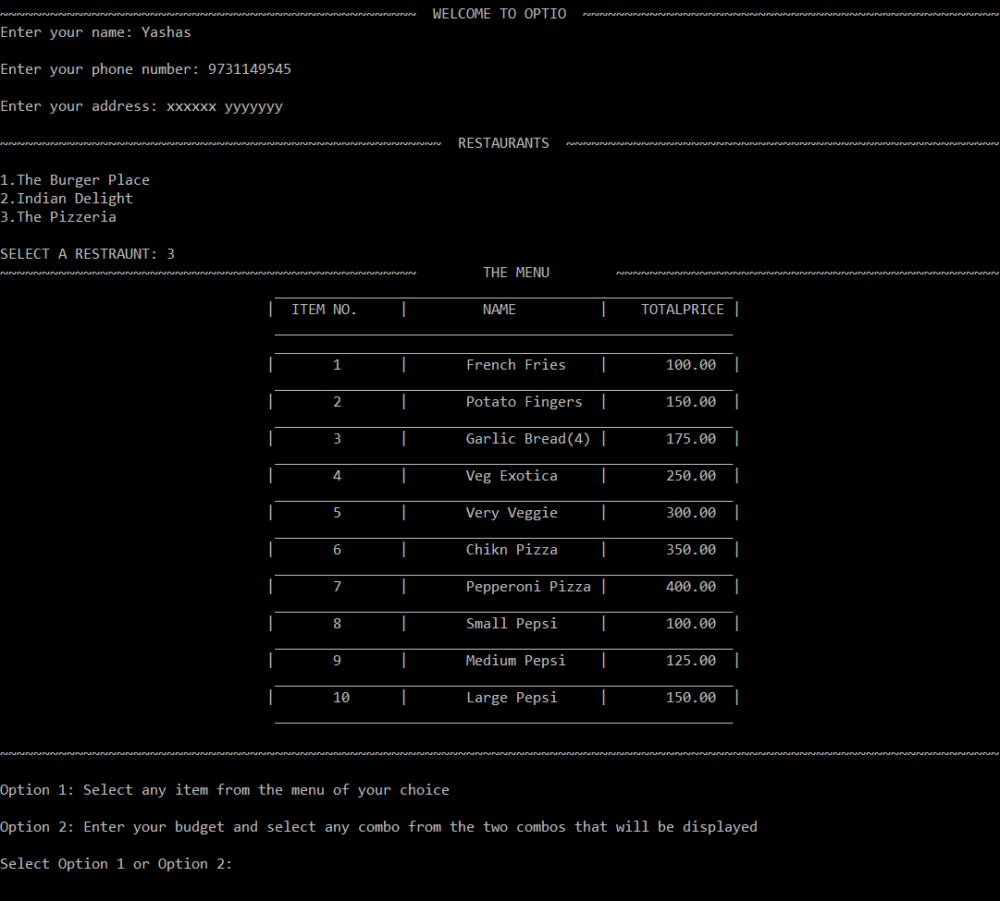 ~~~~~~~~~~~~~~~~~~~~~~~~~~~~~~~~~~~~~~~~~~~~~~~~~~  WELCOME TO OPTIO  ~~~~~~~~~~~~~~~~~~~~~~~~~~~~~~~~~~~~~~~~~~~~~~~~~~
Enter your name: Yashas
Enter your phone number: 9731149545
Enter your address: xxxxxx yyyyyyy
~~~~~~~~~~~~~~~~~~~~~~~~~~~~~~~~~~~~~~~~~~~~~~~~~~~~~  RESTAURANTS  ~~~~~~~~~~~~~~~~~~~~~~~~~~~~~~~~~~~~~~~~~~~~~~~~~~~~
1.The Burger Place
2.Indian Delight
3.The Pizzeria
SELECT A RESTRAUNT: 3
~~~~~~~~~~~~~~~~~~~~~~~~~~~~~~~~~~~~~~~~~~~~~~~~~~        THE MENU        ~~~~~~~~~~~~~~~~~~~~~~~~~~~~~~~~~~~~~~~~~~~~~~
| ITEM NO. | NAME | TOTALPRICE |
| 1 | French Fries | 100.00 |
| 2 | Potato Fingers | 150.00 |
| 3 | Garlic Bread(4) | 175.00 |
| 4 | Veg Exotica | 250.00 |
| 5 | Very Veggie | 300.00 |
| 6 | Chikn Pizza | 350.00 |
| 7 | Pepperoni Pizza | 400.00 |
| 8 | Small Pepsi | 100.00 |
| 9 | Medium Pepsi | 125.00 |
| 10 | Large Pepsi | 150.00 |
~~~~~~~~~~~~~~~~~~~~~~~~~~~~~~~~~~~~~~~~~~~~~~~~~~~~~~~~~~~~~~~~~~~~~~~~~~~~~~~~~~~~~~~~~~~~~~~~~~~~~~~~~~~~~~~~~~~~~~~~
Option 1: Select any item from the menu of your choice
Option 2: Enter your budget and select any combo from the two combos that will be displayed
Select Option 1 or Option 2: